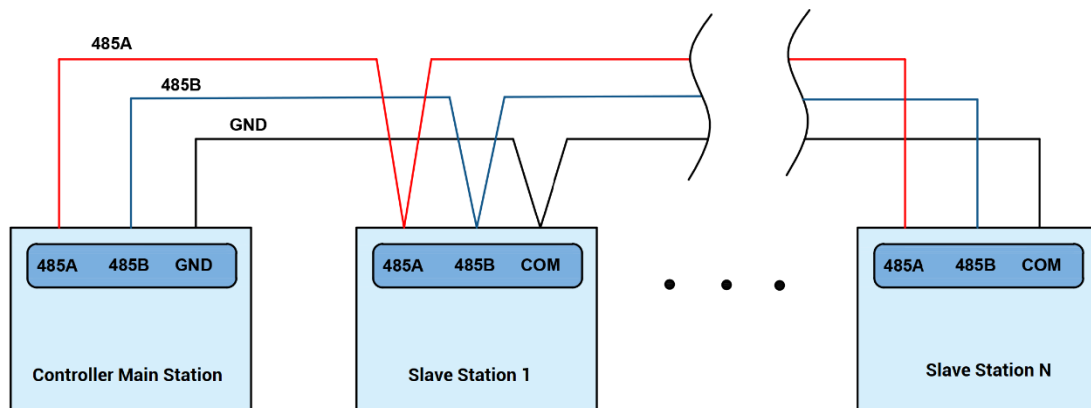 485A
485B
GND
485A 485B GND
Controller Main Station
485A 485B COM
Slave Station 1
485A 485B COM
Slave Station N